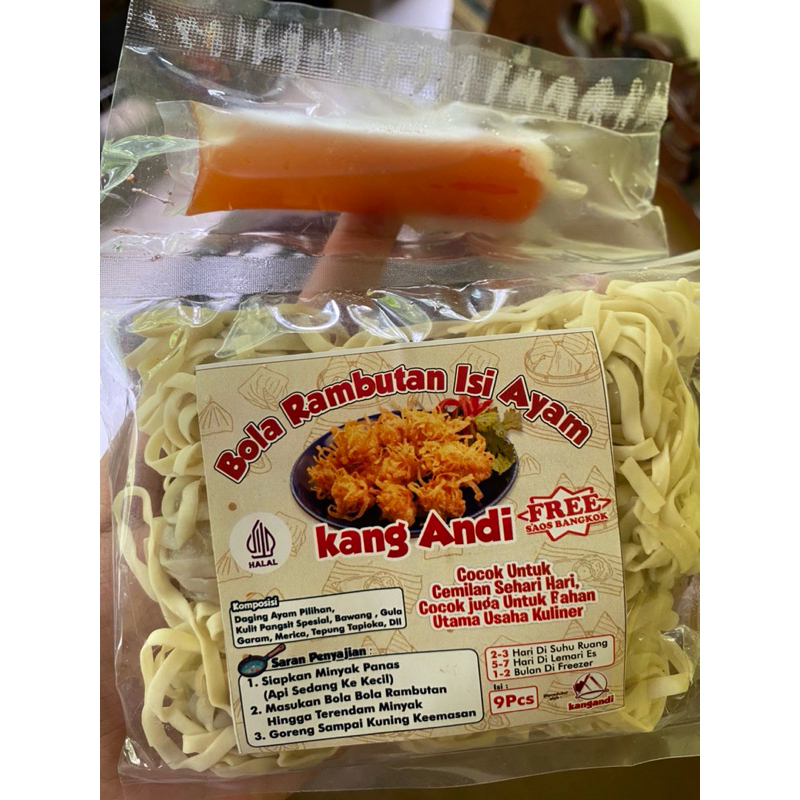 Bola Rambutan Isi Ayam
kang Andi
FREE
SAOS BANGKOK
HALAL
Cocok Untuk
Cemilan Sehari Hari,
Cocok juga Untuk Bahan
Utama Usaha Kuliner
Komposisi
Daging Ayam Pilihan,
Kulit Pangsit Spesial, Bawang , Gula
Garam, Merica, Tepung Tapioka, Dll
Saran Penyajian :
1. Siapkan Minyak Panas
(Api Sedang Ke Kecil)
2. Masukan Bola Bola Rambutan
Hingga Terendam Minyak
3. Goreng Sampai Kuning Keemasan
2-3 Hari Di Suhu Ruang
5-7 Hari Di Lemari Es
1-2 Bulan Di Freezer
Isi :
9Pcs
kangandi